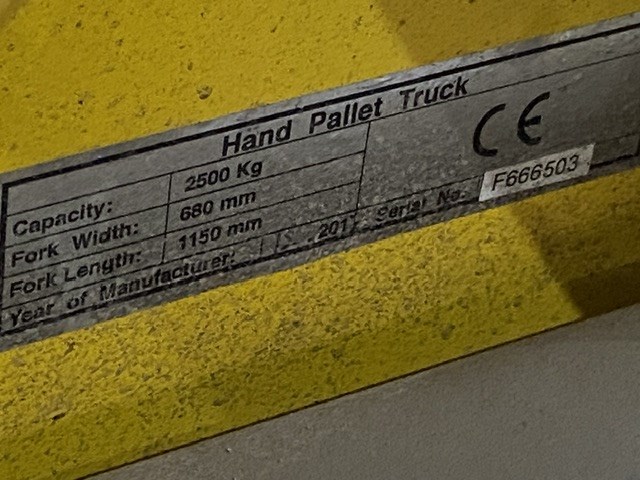 Hand Pallet Truck
Capacity: 2500 Kg
CE
Fork Width: 680 mm
Fork Length: 1150 mm
Year of Manufacturer: 2017 Serial No. F666503